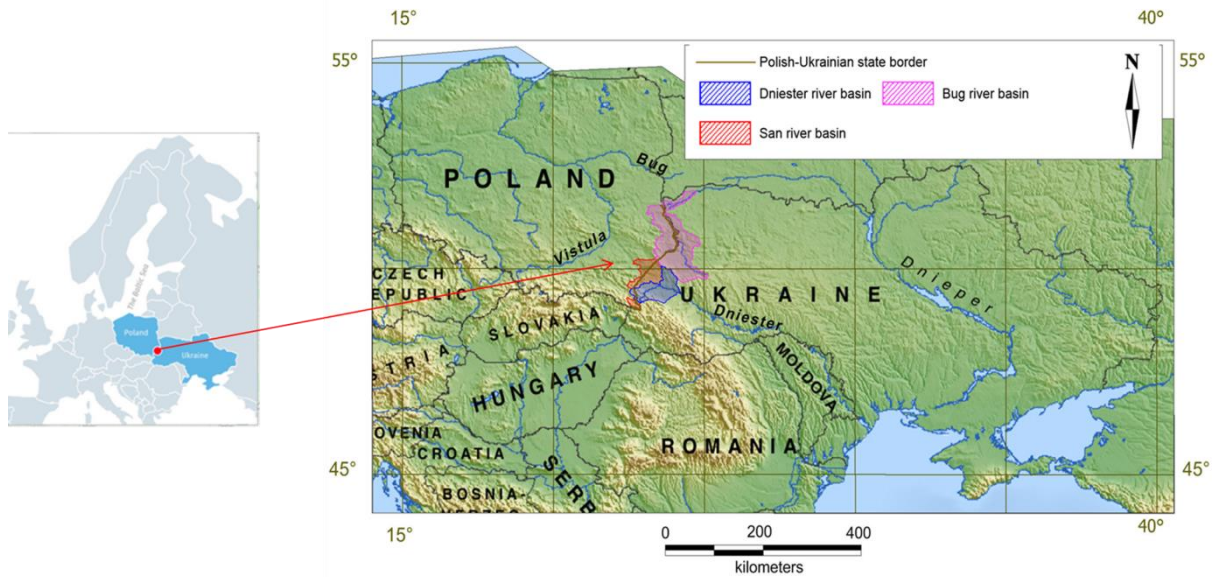 15°
40°
55°
55°
Polish-Ukrainian state border
N
Dniester river basin
Bug river basin
San river basin
Bug
POLAND
The Baltic Sea
Vistula
CZECH
EPUBLIC
Dnieper
UKRAINE
Poland
Ukraine
SLOVAKIA
Dniester
STRIA
MOLDOVA
HUNGARY
OVENIA
CROATIA
ROMANIA
SERB
45°
45°
BOSNIA-
15°
40°
0 200 400
kilometers